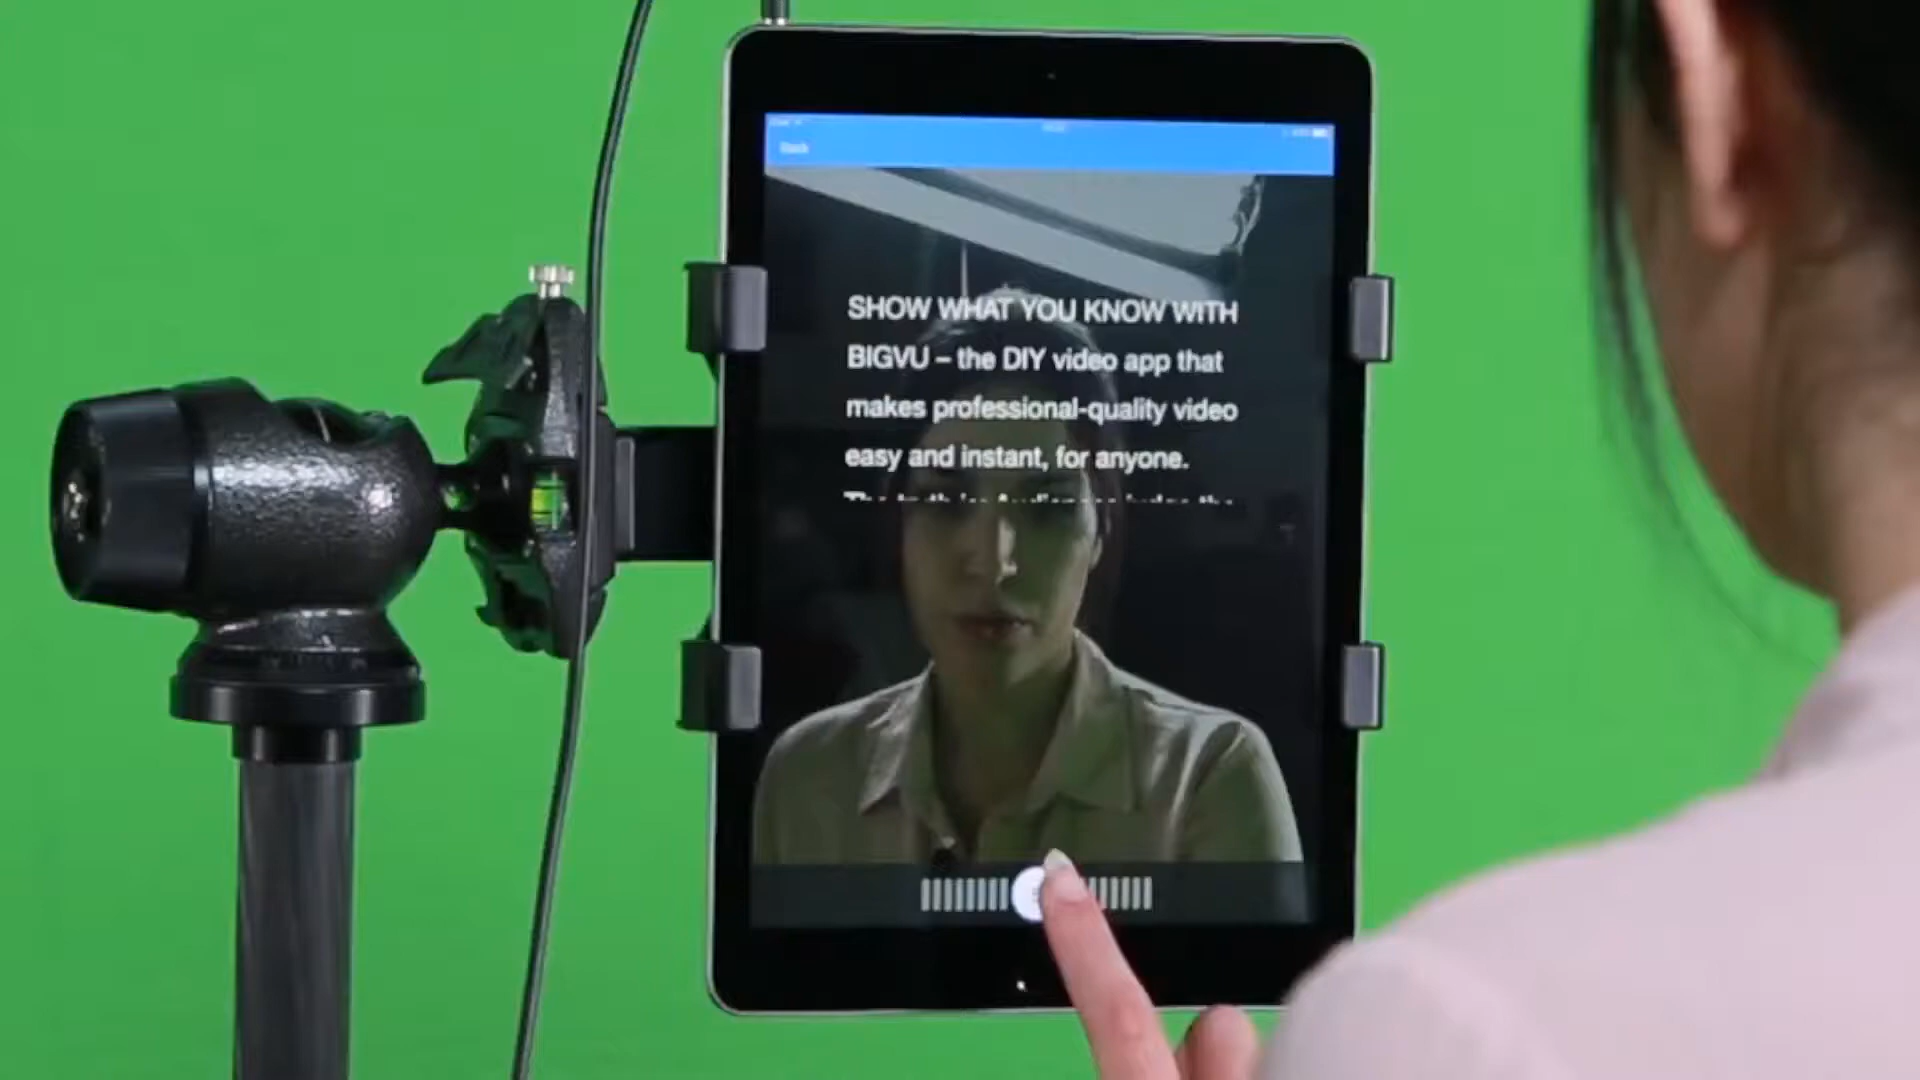 Back
SHOW WHAT YOU KNOW WITH
BIGVU – the DIY video app that
makes professional-quality video
easy and instant, for anyone.